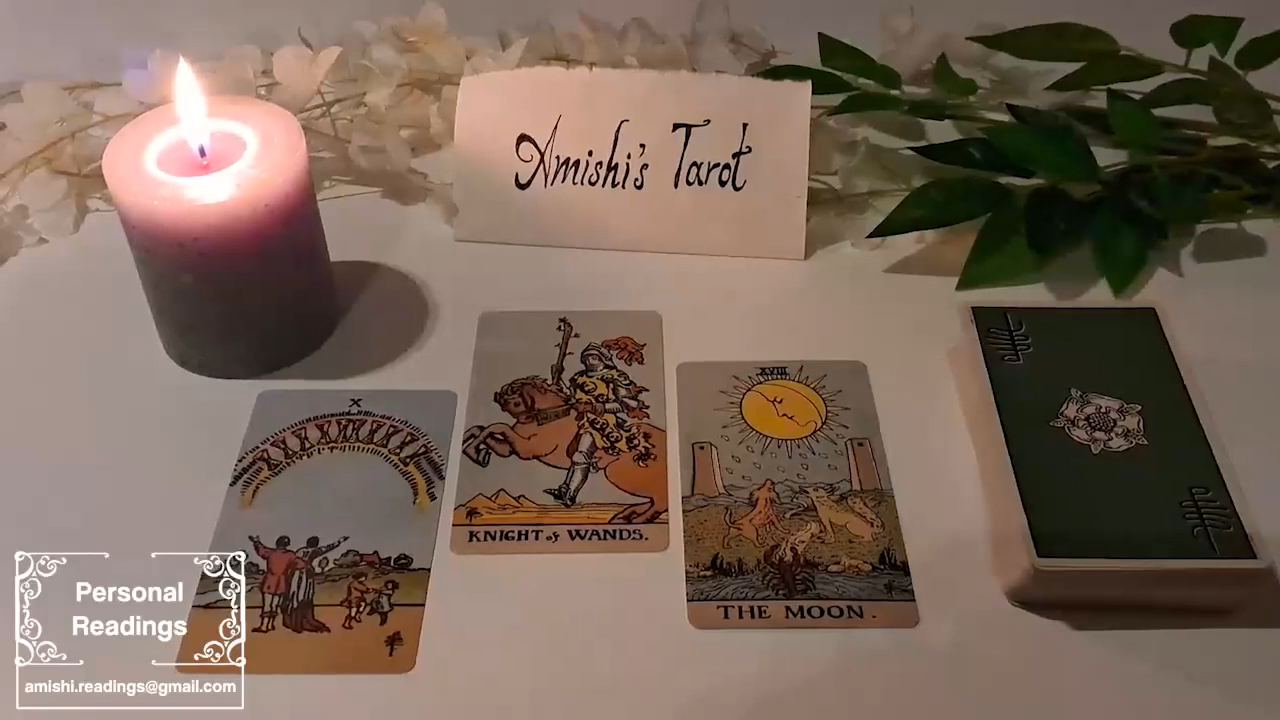 Amishi's Tarot
X
KNIGHT of WANDS.
XVIII
THE MOON.
Personal
Readings
amishi.readings@gmail.com